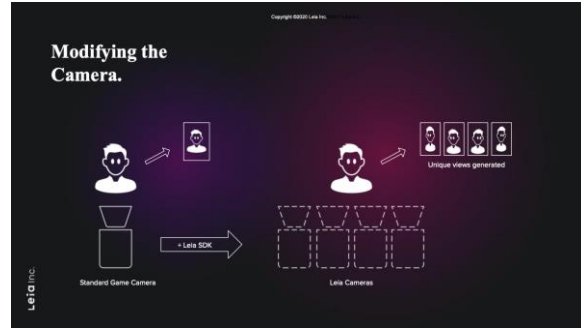 Copyright ©2020 Leia Inc.
Modifying the
Camera.
Unique views generated
+ Leia SDK
Standard Game Camera
Leia Cameras
Leia Inc.